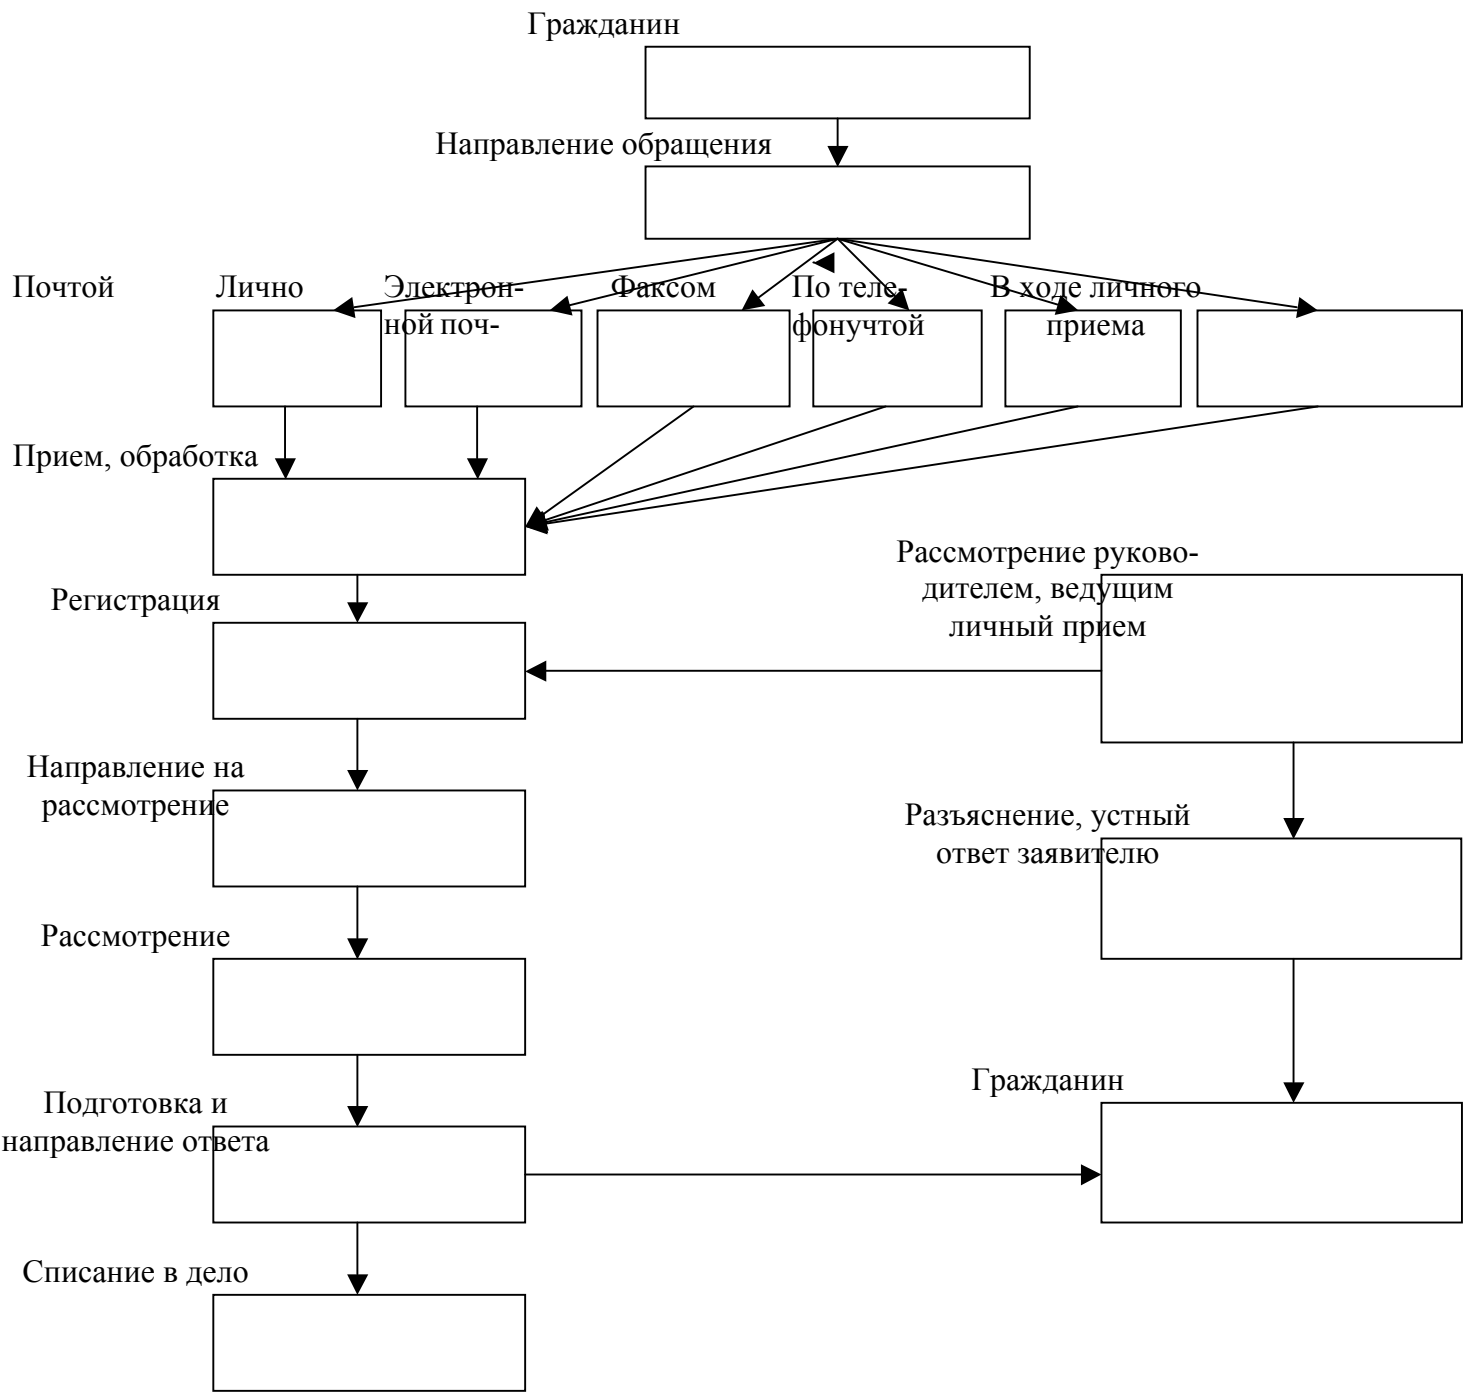 Гражданин
Направление обращения
Почтой
Лично
Электрон-
ной поч-
Факсом
По теле-
фонучтой
В ходе личного
приема
Прием, обработка
Рассмотрение руково-
дителем, ведущим
личный прием
Регистрация
Направление на
рассмотрение
Разъяснение, устный
ответ заявителю
Рассмотрение
Гражданин
Подготовка и
направление ответа
Списание в дело